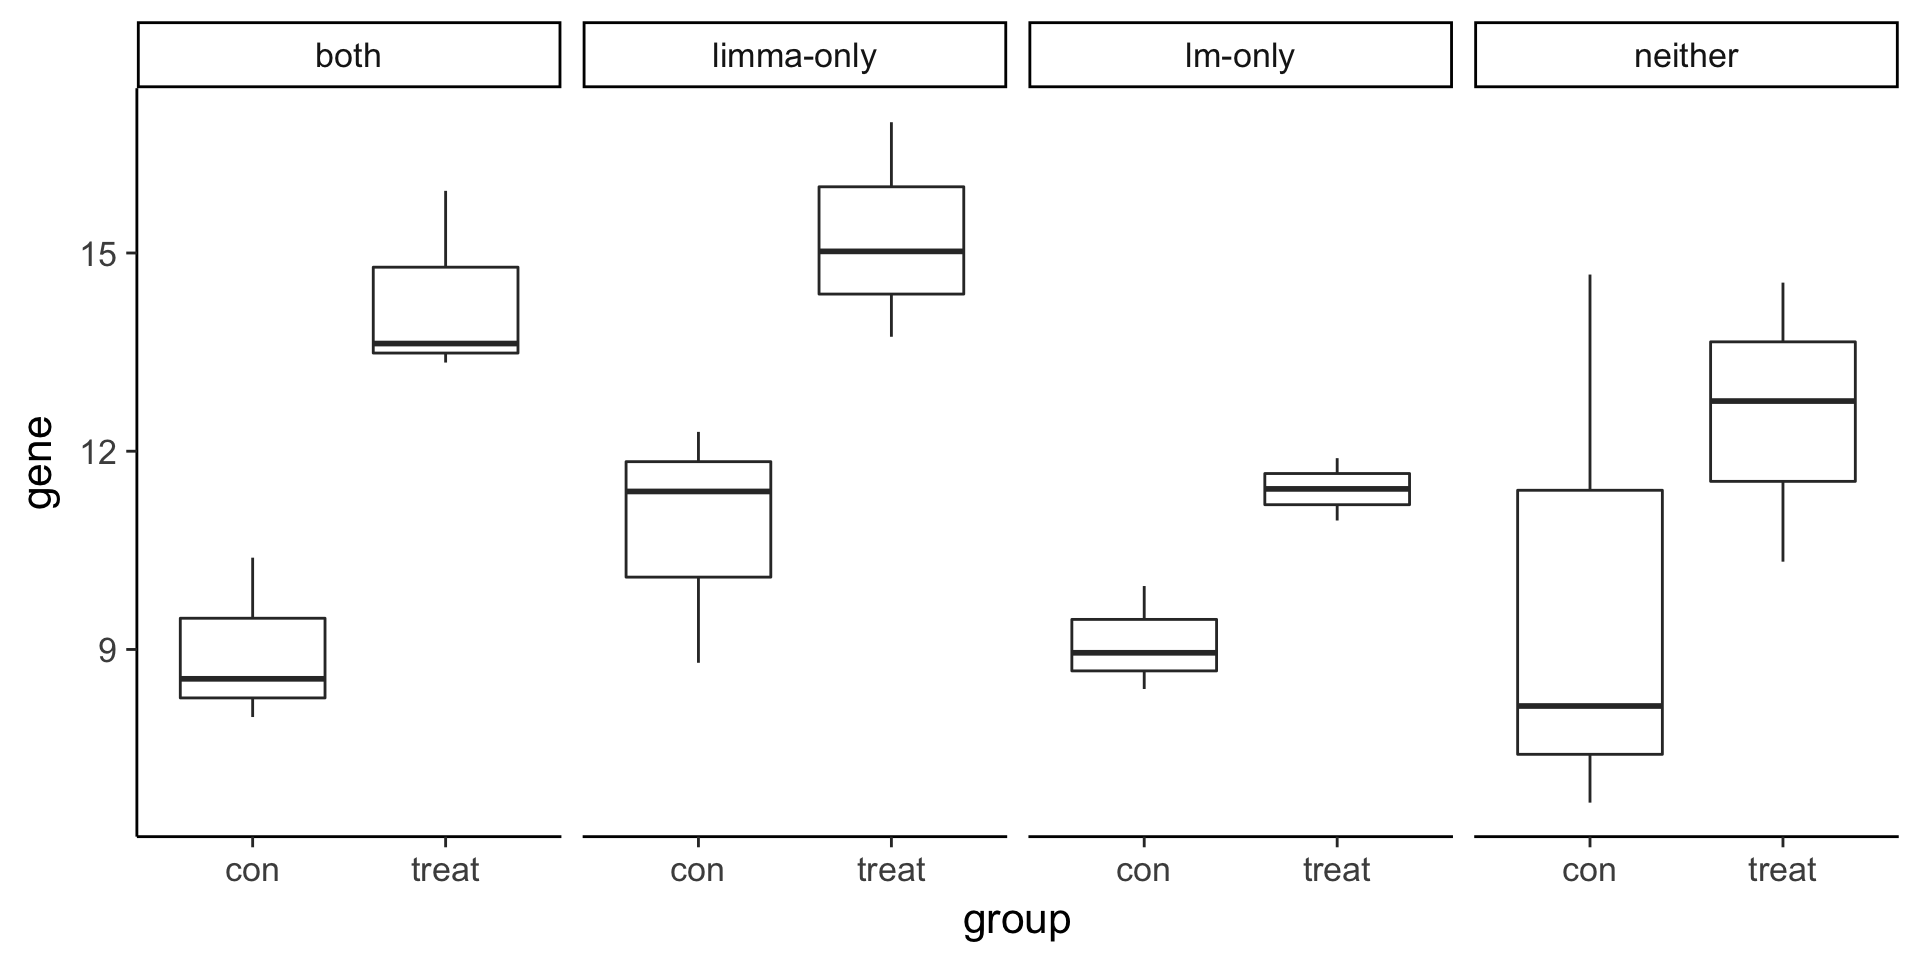 both limma-only lm-only neither
15
12
9
gene
con treat con treat con treat con treat
group